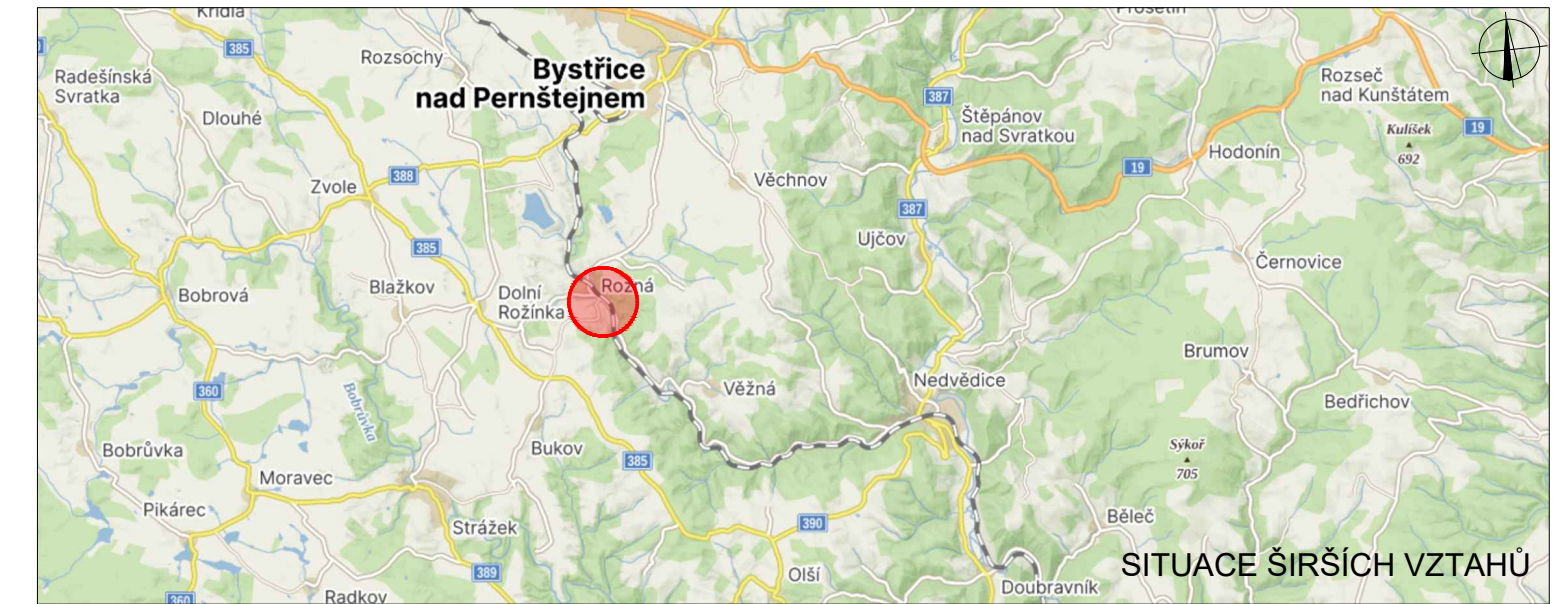 Křídla
Prosetín
385
Rozsochy
Bystřice
nad Pernštejnem
Radešínská
Svratka
Dlouhé
387
Štěpánov
nad Svratkou
Rozseč
nad Kunštátem
Kulíšek
692
19
19
Hodonín
388
Zvole
Věchnov
387
Ujčov
385
Černovice
Blažkov
Bobrová
Dolní
Rožínka
Rožná
Brumov
360
Bobrůvka
Věžná
Nedvědice
Bedřichov
Bobrůvka
Bukov
385
Sýkoř
705
Moravec
Pikárec
Strážek
390
Běleč
389
Olší
Doubravník
360
Radkov
SITUACE ŠIRŠÍCH VZTAHŮ